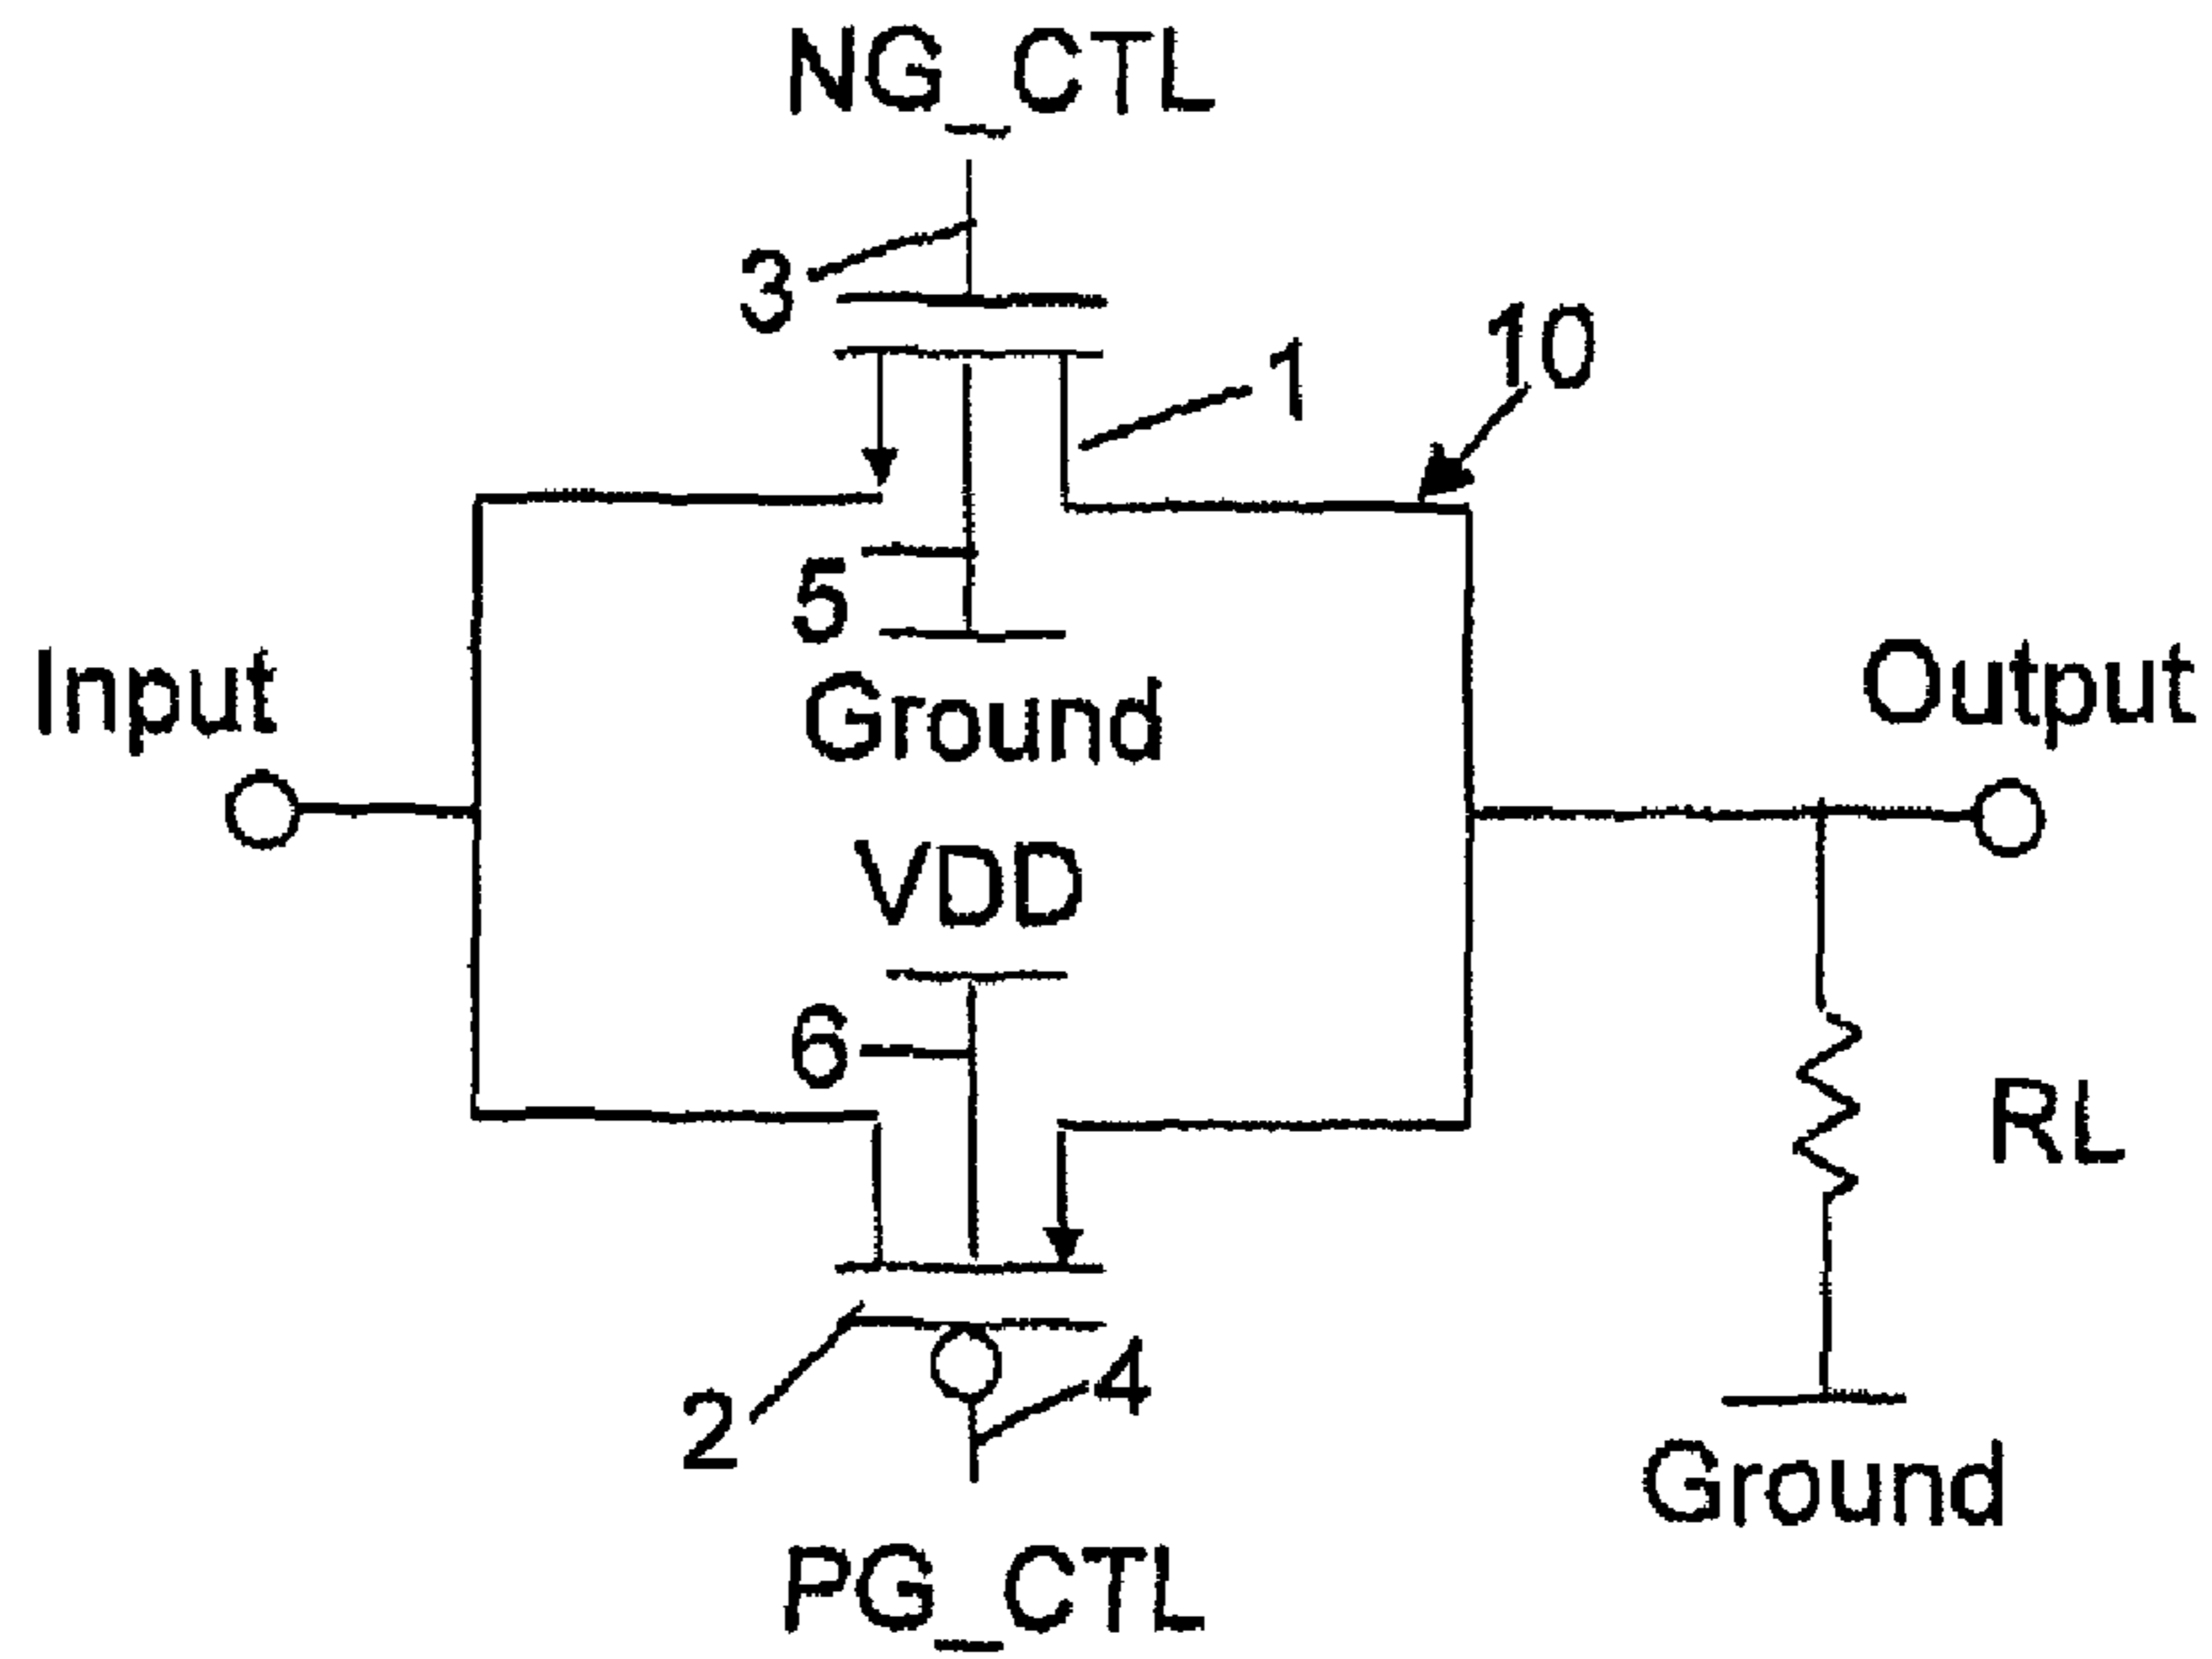 NG_CTL
3
1
10
5
Ground
Input
Output
VDD
6
RL
2
4
Ground
PG_CTL